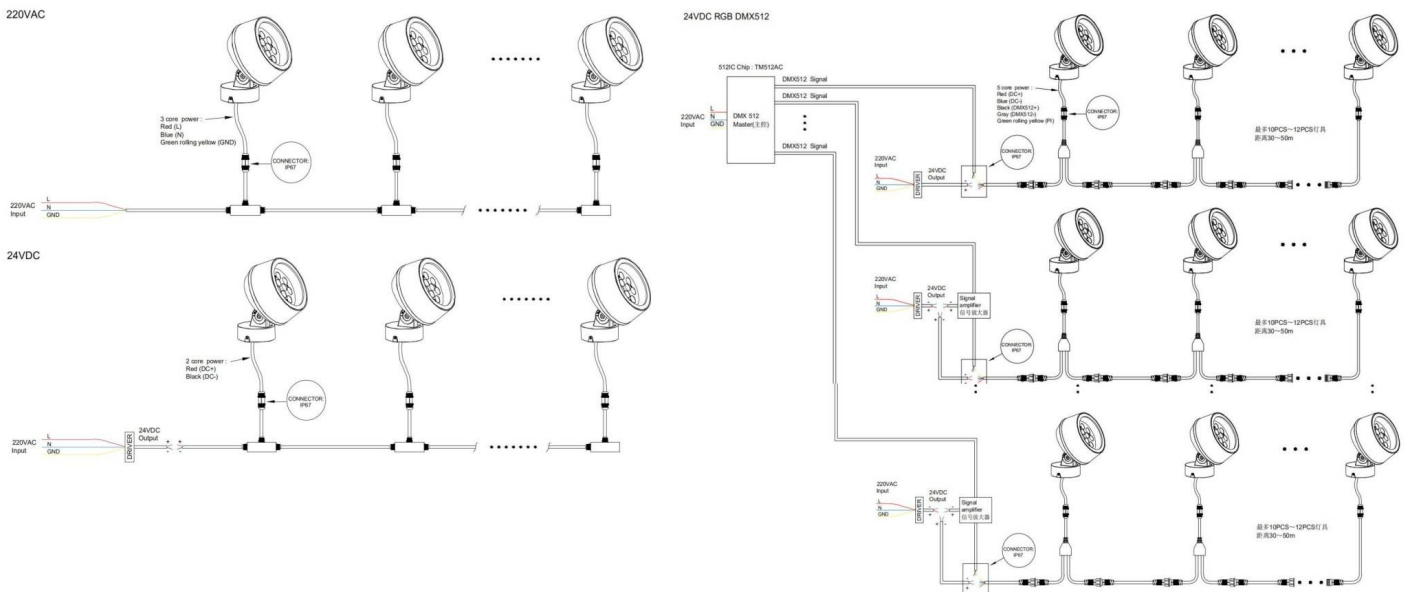 220VAC
3 core power :
Red (L)
Blue (N)
Green rolling yellow (GND)
CONNECTOR:
IP67
220VAC
Input
L
N
GND
24VDC
2 core power :
Red (DC+)
Black (DC-)
CONNECTOR:
IP67
220VAC
Input
L
N
GND
DRIVER
24VDC
Output
+ +
- -
24VDC RGB DMX512
512IC Chip : TM512AC
220VAC
Input
L
N
GND
DMX 512
Master(主控)
DMX512 Signal
DMX512 Signal
DMX512 Signal
5 core power :
Red (DC+)
Blue (DC-)
Black (DMX512+)
Gray (DMX512-)
Green rolling yellow (PI)
CONNECTOR:
IP67
CONNECTOR:
IP67
220VAC
Input
L
N
GND
DRIVER
24VDC
Output
最多10PCS～12PCS灯具
距离30～50m
220VAC
Input
L
N
GND
DRIVER
24VDC
Output
Signal
amplifier
信号放大器
CONNECTOR:
IP67
最多10PCS～12PCS灯具
距离30～50m
220VAC
Input
L
N
GND
DRIVER
24VDC
Output
Signal
amplifier
信号放大器
CONNECTOR:
IP67
最多10PCS～12PCS灯具
距离30～50m